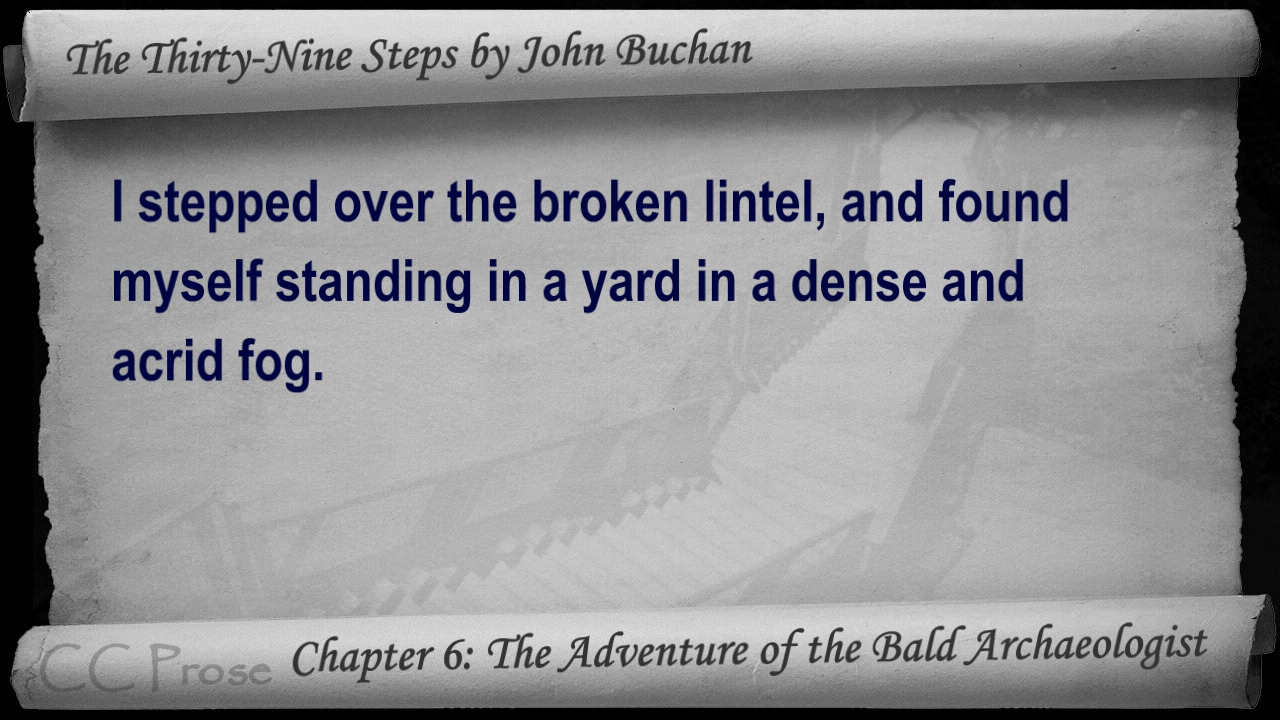 The Thirty-Nine Steps by John Buchan
I stepped over the broken lintel, and found
myself standing in a yard in a dense and
acrid fog.
CC Prose
Chapter 6: The Adventure of the Bald Archaeologist